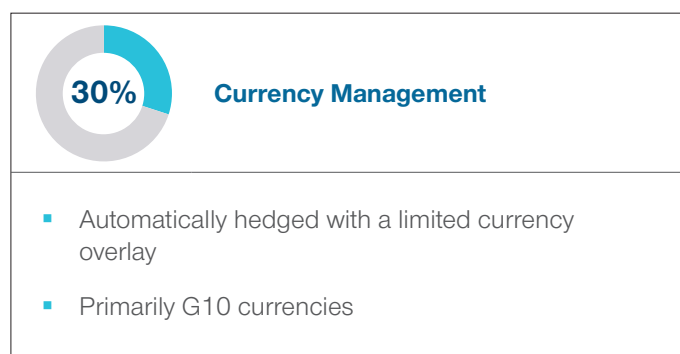 30%
Currency Management
▪ Automatically hedged with a limited currency
overlay
▪ Primarily G10 currencies